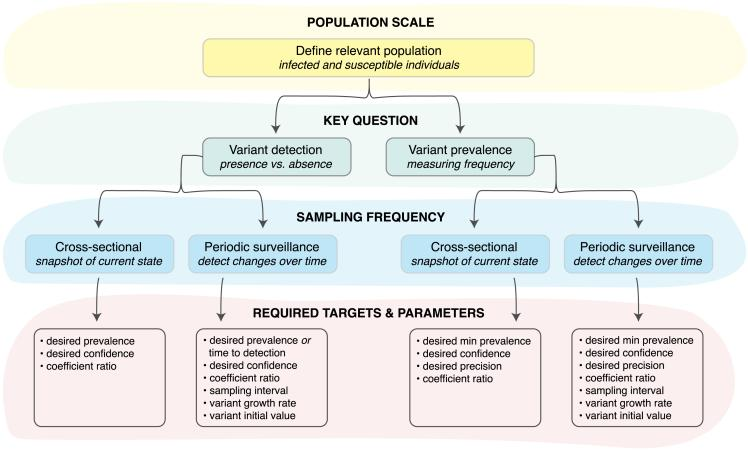 POPULATION SCALE
Define relevant population
infected and susceptible individuals
KEY QUESTION
Variant detection
presence vs. absence
Variant prevalence
measuring frequency
SAMPLING FREQUENCY
Cross-sectional
snapshot of current state
Periodic surveillance
detect changes over time
Cross-sectional
snapshot of current state
Periodic surveillance
detect changes over time
REQUIRED TARGETS & PARAMETERS
• desired prevalence
• desired confidence
• coefficient ratio
• desired prevalence or
time to detection
• desired confidence
• coefficient ratio
• sampling interval
• variant growth rate
• variant initial value
• desired min prevalence
• desired confidence
• desired precision
• coefficient ratio
• desired min prevalence
• desired confidence
• desired precision
• coefficient ratio
• sampling interval
• variant growth rate
• variant initial value